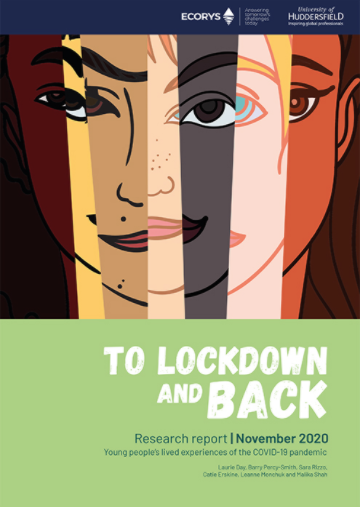 ECORYS
Answering
tomorrow's
challenges
today
University of
HUDDERSFIELD
Inspiring global professionals
TO LOCKDOWN
AND BACK
Research report | November 2020
Young people's lived experiences of the COVID-19 pandemic
Laurie Day, Barry Percy-Smith, Sara Rizzo,
Catie Erskine, Leanne Monchuk and Malika Shah